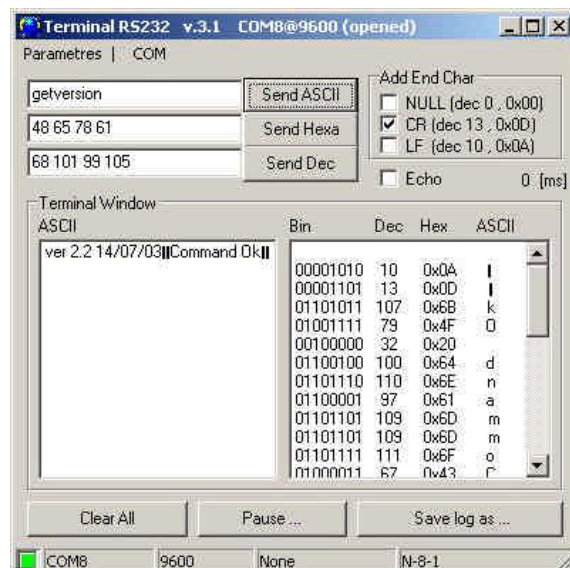 Terminal RS232 v.3.1 COM8@9600 (opened)
Parametres | COM
getversion
Send ASCII
48 65 78 61
Send Hexa
68 101 99 105
Send Dec
Add End Char
NULL (dec 0 , 0x00)
CR (dec 13 , 0x0D)
LF (dec 10 , 0x0A)
Echo 0 [ms]
Terminal Window
ASCII
ver 2.2 14/07/03||Command Ok||
Bin Dec Hex ASCII
00001010 10 0x0A |
00001101 13 0x0D |
01101011 107 0x6B k
01001111 79 0x4F O
00100000 32 0x20
01100100 100 0x64 d
01101110 110 0x6E n
01100001 97 0x61 a
01101101 109 0x6D m
01101101 109 0x6D m
01101111 111 0x6F o
01000011 67 0x43 C
Clear All
Pause ...
Save log as ...
COM8 9600 None N-8-1